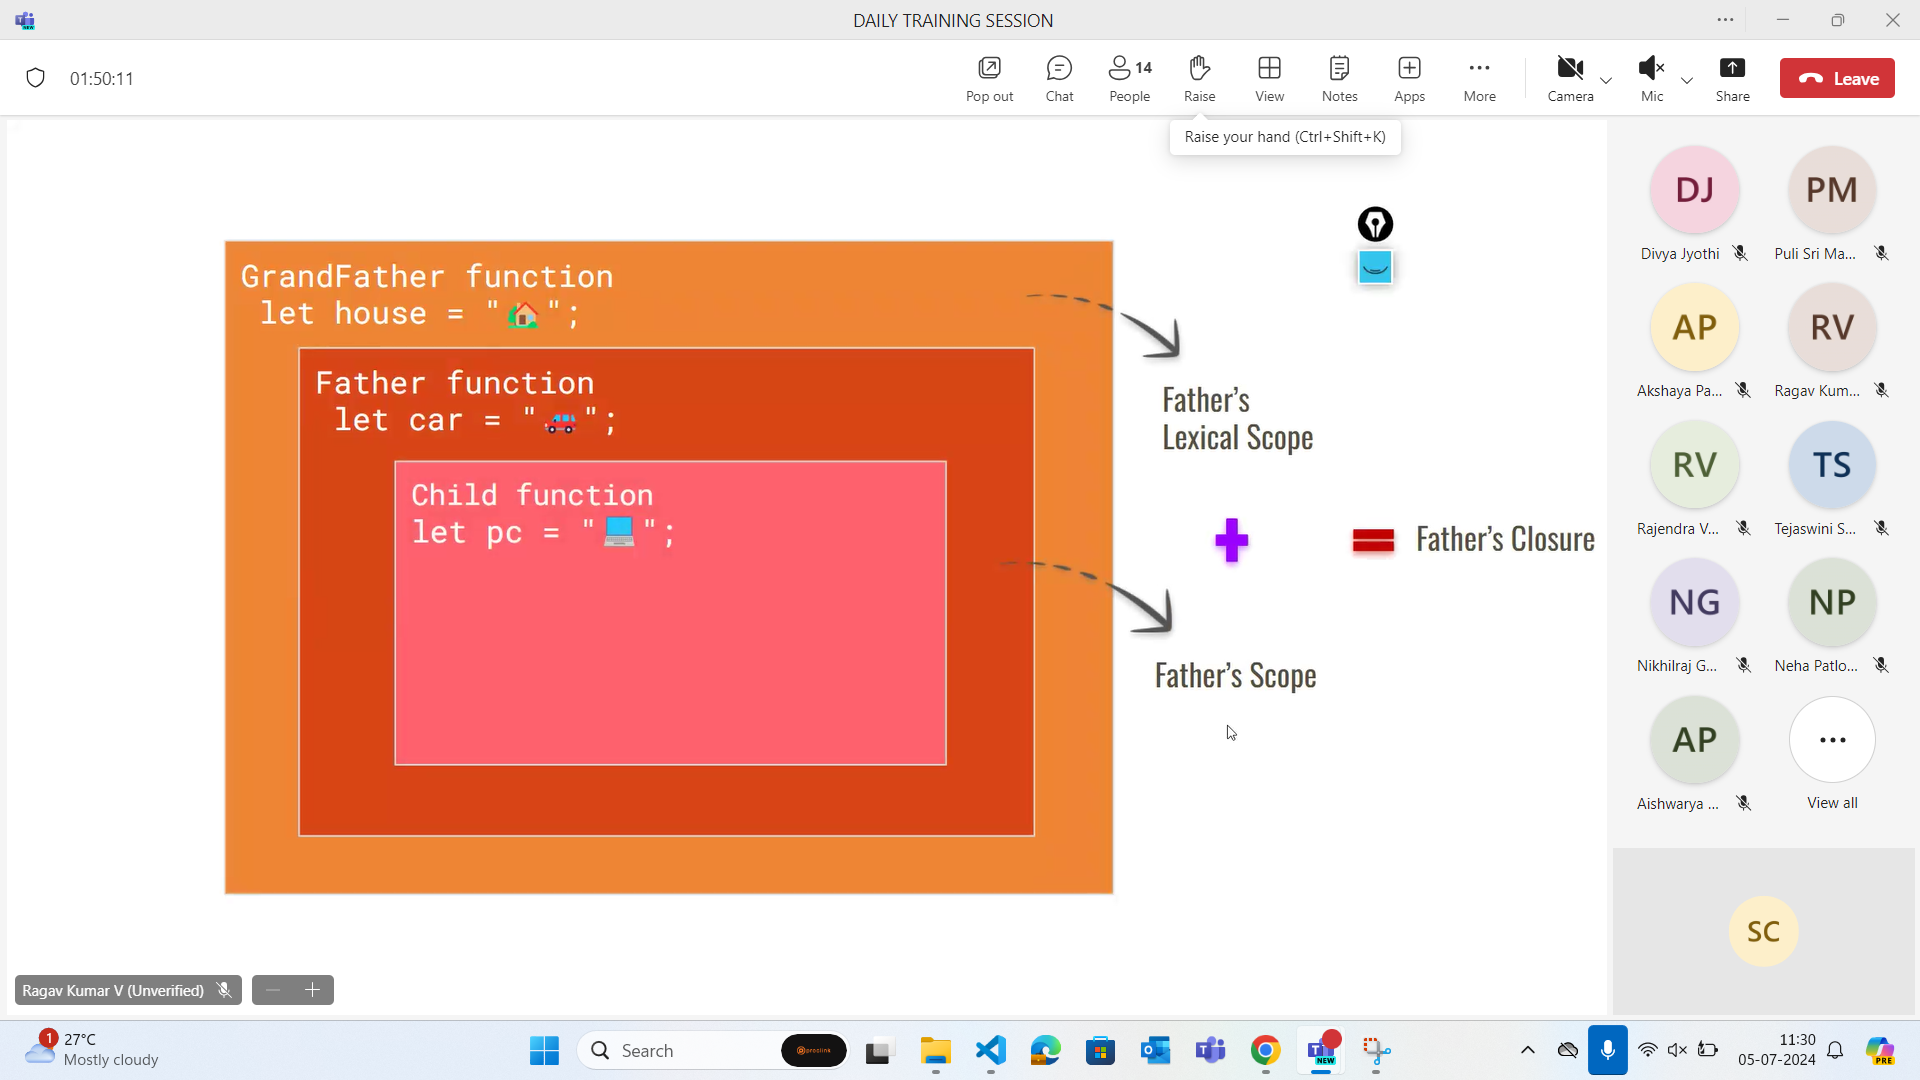 DAILY TRAINING SESSION
01:50:11
Pop out
Chat
People 14
Raise
View
Notes
Apps
More
Camera
Mic
Share
Leave
Raise your hand (Ctrl+Shift+K)
GrandFather function
let house = "🏡";
Father function
let car = "🚙";
Child function
let pc = "💻";
Father's
Lexical Scope
Father's Closure
Father's Scope
DJ
Divya Jyothi
PM
Puli Sri Ma...
AP
Akshaya Pa...
RV
Ragav Kum...
RV
Rajendra V...
TS
Tejaswini S...
NG
Nikhilraj G...
NP
Neha Patlo...
AP
Aishwarya ...
View all
SC
Ragav Kumar V (Unverified)
1
27°C
Mostly cloudy
Search
proclink
NEW
11:30
05-07-2024
PRE